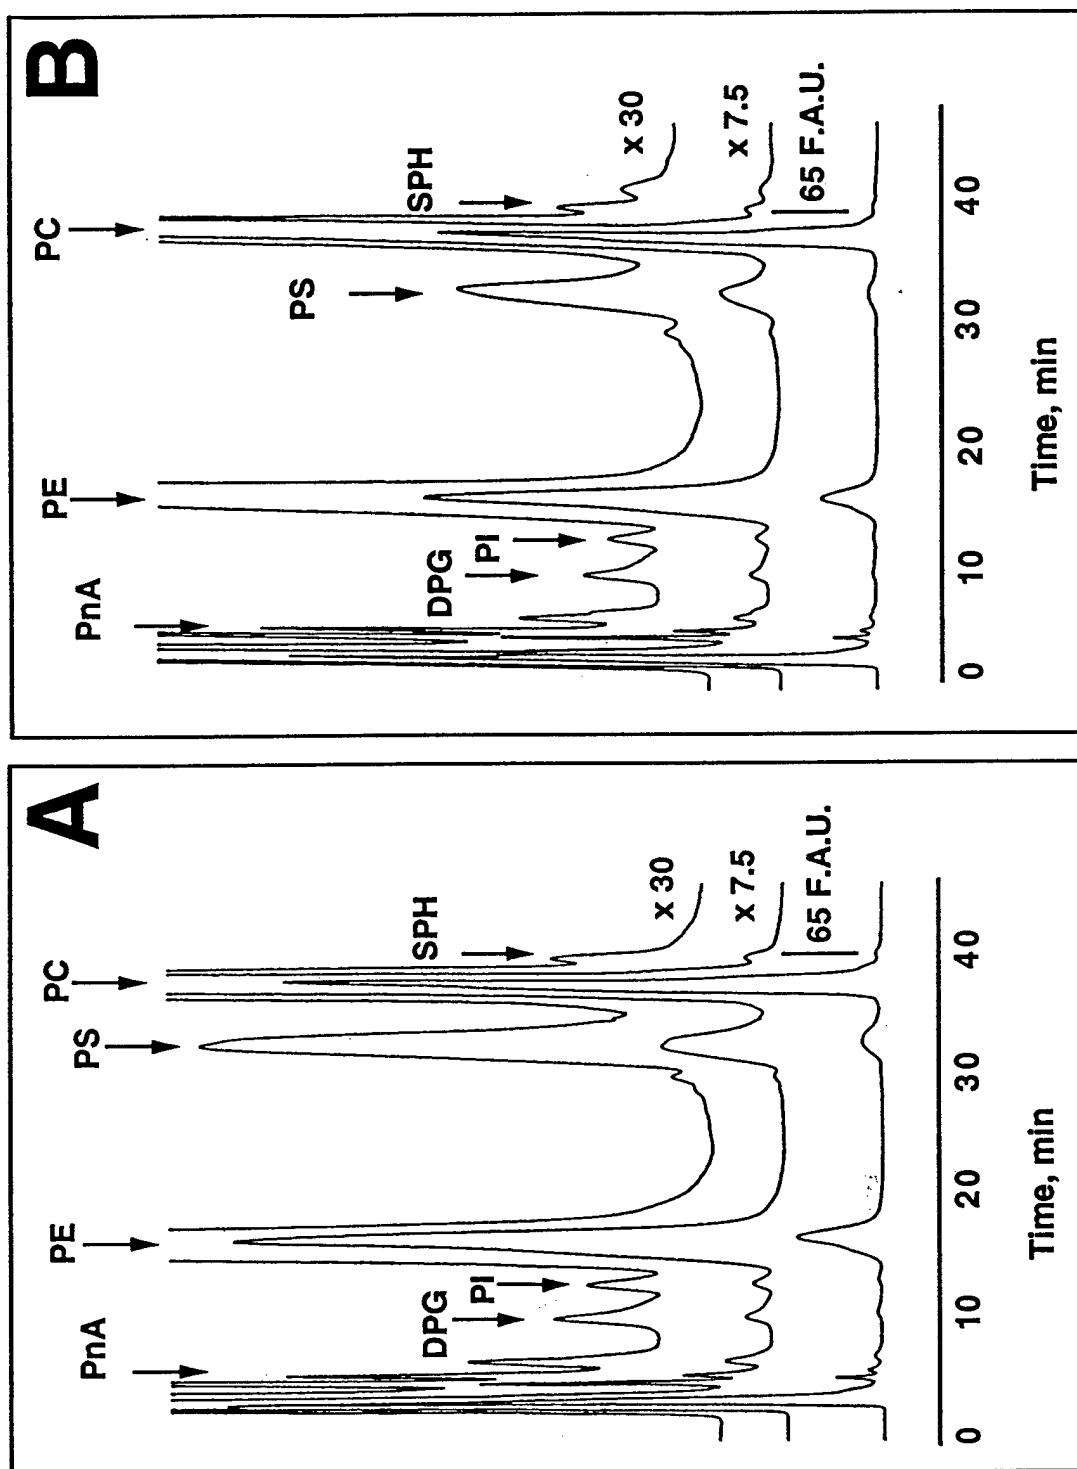 A
PnA
PE
PS
PC
DPG
PI
SPH
x 30
x 7.5
65 F.A.U.
0 10 20 30 40
Time, min
B
PnA
PE
PC
DPG
PI
PS
SPH
x 30
x 7.5
65 F.A.U.
0 10 20 30 40
Time, min